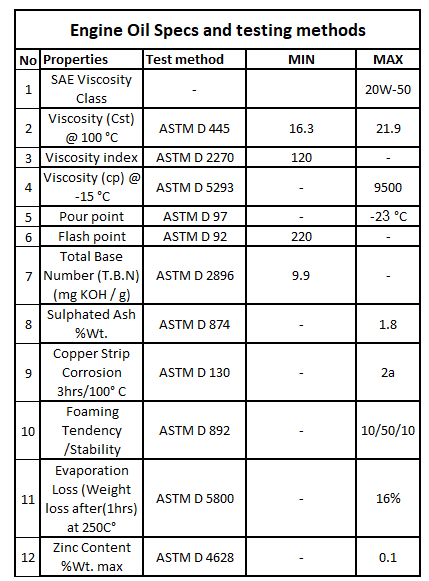 Engine Oil Specs and testing methods
No Properties Test method MIN MAX
1 SAE Viscosity Class - 20W-50
2 Viscosity (Cst) @ 100 °C ASTM D 445 16.3 21.9
3 Viscosity index ASTM D 2270 120 -
4 Viscosity (cp) @ -15 °C ASTM D 5293 - 9500
5 Pour point ASTM D 97 - -23 °C
6 Flash point ASTM D 92 220 -
7 Total Base Number (T.B.N) (mg KOH / g) ASTM D 2896 9.9 -
8 Sulphated Ash %Wt. ASTM D 874 - 1.8
9 Copper Strip Corrosion 3hrs/100° C ASTM D 130 - 2a
10 Foaming Tendency /Stability ASTM D 892 - 10/50/10
11 Evaporation Loss (Weight loss after(1hrs) at 250C° ASTM D 5800 - 16%
12 Zinc Content %Wt. max ASTM D 4628 - 0.1